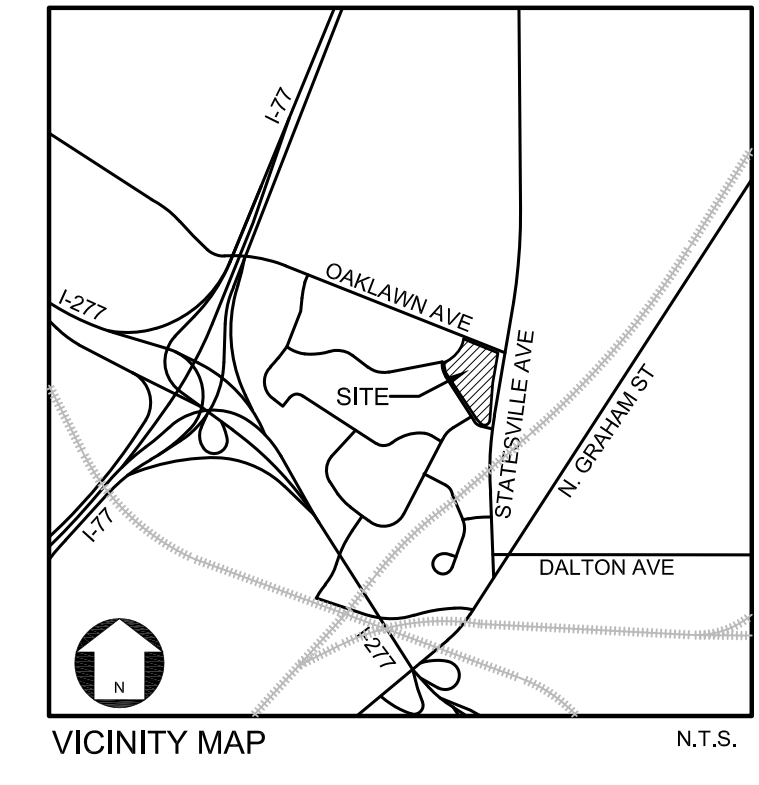 I-77
OAKLAWN AVE
I-277
SITE
STATESVILLE AVE
N. GRAHAM ST
I-77
DALTON AVE
I-277
N
VICINITY MAP
N.T.S.